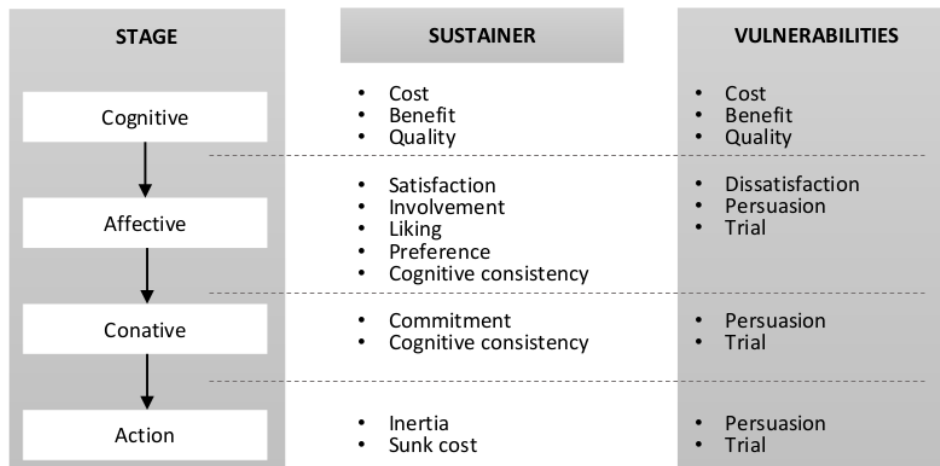 STAGE
SUSTAINER
VULNERABILITIES
Cognitive
• Cost
• Benefit
• Quality
• Cost
• Benefit
• Quality
Affective
• Satisfaction
• Involvement
• Liking
• Preference
• Cognitive consistency
• Dissatisfaction
• Persuasion
• Trial
Conative
• Commitment
• Cognitive consistency
• Persuasion
• Trial
Action
• Inertia
• Sunk cost
• Persuasion
• Trial